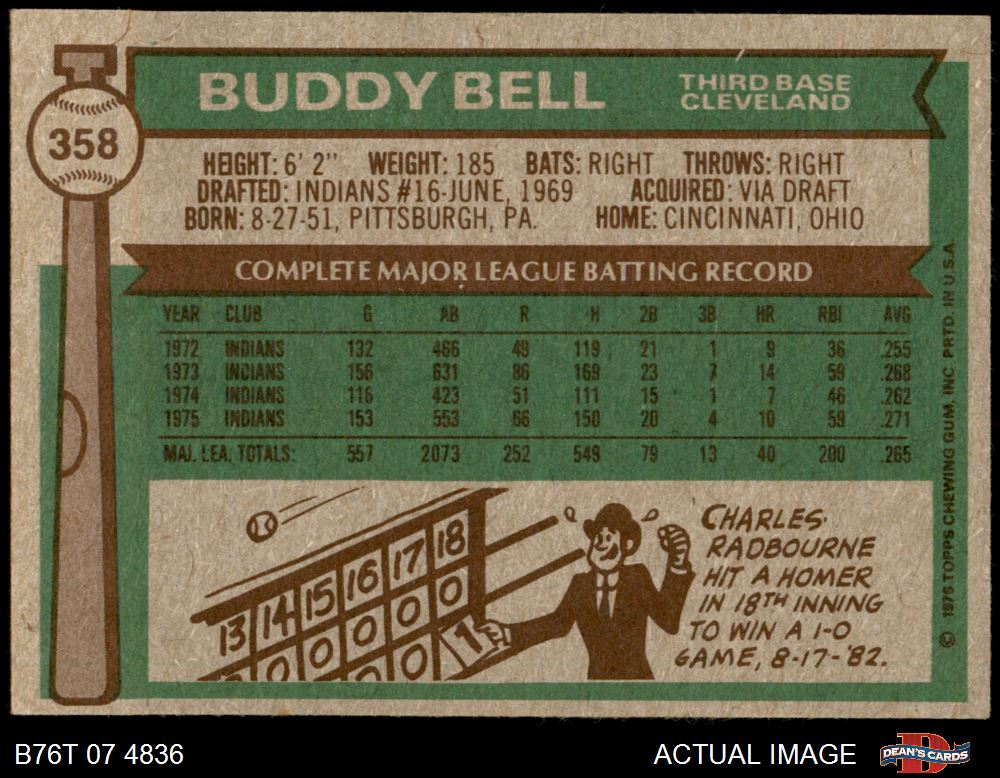 BUDDY BELL
THIRD BASE
CLEVELAND
358
HEIGHT: 6' 2" WEIGHT: 185 BATS: RIGHT THROWS: RIGHT
DRAFTED: INDIANS #16-JUNE, 1969 ACQUIRED: VIA DRAFT
BORN: 8-27-51, PITTSBURGH, PA. HOME: CINCINNATI, OHIO
COMPLETE MAJOR LEAGUE BATTING RECORD
YEAR CLUB G AB R H 2B 3B HR RBI AVG
1972 INDIANS 132 466 49 119 21 1 9 36 .255
1973 INDIANS 156 631 86 169 23 7 14 59 .268
1974 INDIANS 116 423 51 111 15 1 7 46 .262
1975 INDIANS 153 553 66 150 20 4 10 59 .271
MAJ. LEA. TOTALS: 557 2073 252 549 79 13 40 200 .265
13 14 15 16 17 18
0 0 0 0 0
0 1
CHARLES
RADBOURNE
HIT A HOMER
IN 18TH INNING
TO WIN A 1-0
GAME, 8-17-'82.
© 1976 TOPPS CHEWING GUM, INC PRTD. IN U.S.A.
B76T 07 4836
ACTUAL IMAGE
DEAN'S CARDS